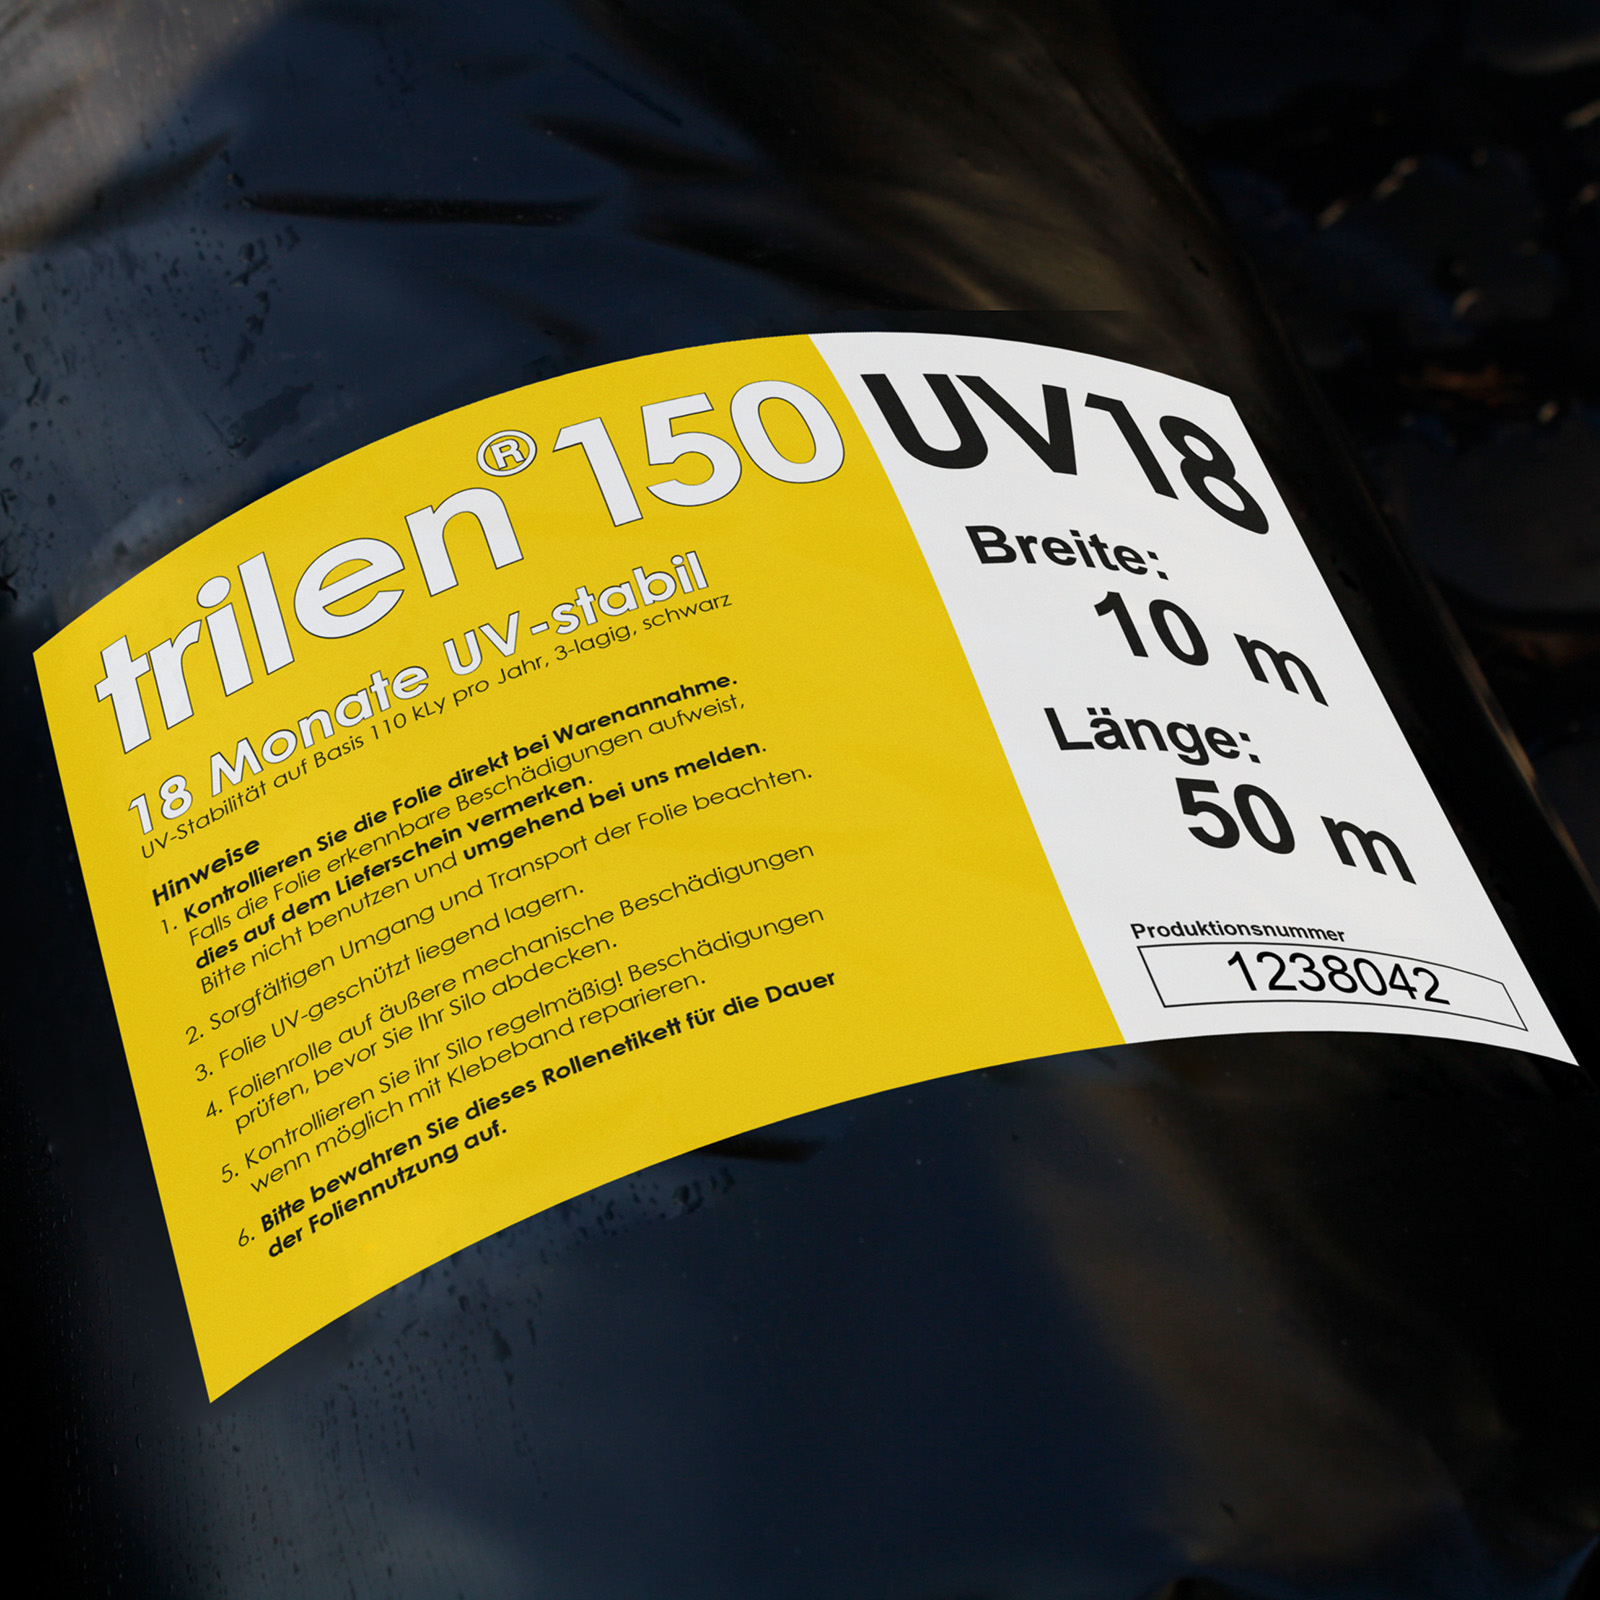 trilen® 150
18 Monate UV-stabil
UV-Stabilität auf Basis 110 kLy pro Jahr, 3-lagig, schwarz
Hinweise
1. Kontrollieren Sie die Folie direkt bei Warenannahme.
Falls die Folie erkennbare Beschädigungen aufweist,
dies auf dem Lieferschein vermerken.
Bitte nicht benutzen und umgehend bei uns melden.
2. Sorgfältigen Umgang und Transport der Folie beachten.
3. Folie UV-geschützt liegend lagern.
4. Folienrolle auf äußere mechanische Beschädigungen
prüfen, bevor Sie Ihr Silo abdecken.
5. Kontrollieren Sie ihr Silo regelmäßig! Beschädigungen
wenn möglich mit Klebeband reparieren.
6. Bitte bewahren Sie dieses Rollenetikett für die Dauer
der Foliennutzung auf.
UV18
Breite:
10 m
Länge:
50 m
Produktionsnummer
1238042